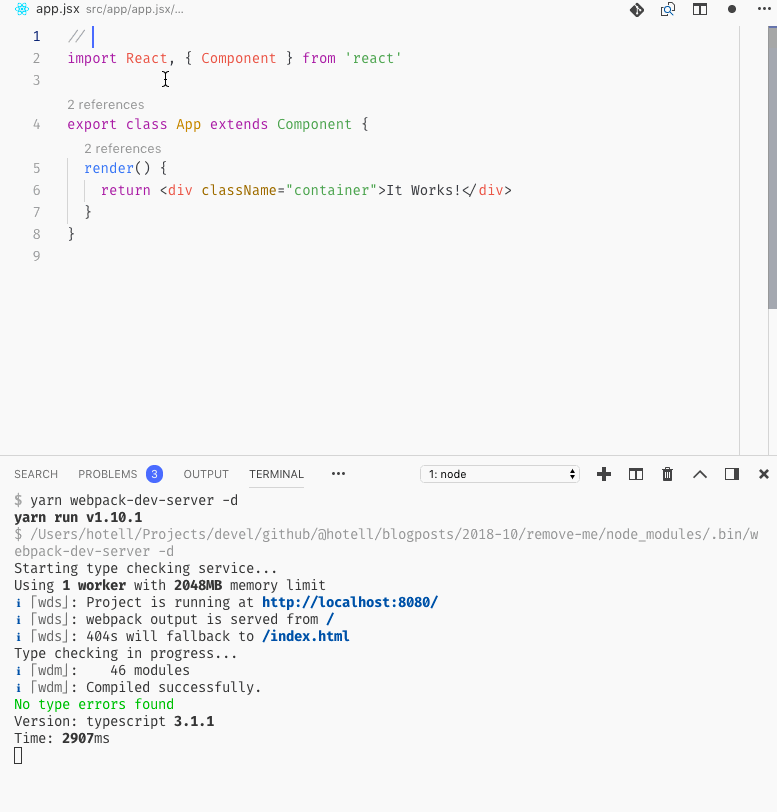 app.jsx src/app/app.jsx/...
1 //
2 import React, { Component } from 'react'
3
2 references
4 export class App extends Component {
2 references
5 render() {
6 return <div className="container">It Works!</div>
7 }
8 }
9
SEARCH PROBLEMS 3 OUTPUT TERMINAL ••• 1: node
$ yarn webpack-dev-server -d
yarn run v1.10.1
$ /Users/hotell/Projects/devel/github/@hotell/blogposts/2018-10/remove-me/node_modules/.bin/w
ebpack-dev-server -d
Starting type checking service...
Using 1 worker with 2048MB memory limit
ℹ ｢wds｣: Project is running at http://localhost:8080/
ℹ ｢wds｣: webpack output is served from /
ℹ ｢wds｣: 404s will fallback to /index.html
Type checking in progress...
ℹ ｢wdm｣:    46 modules
ℹ ｢wdm｣: Compiled successfully.
No type errors found
Version: typescript 3.1.1
Time: 2907ms